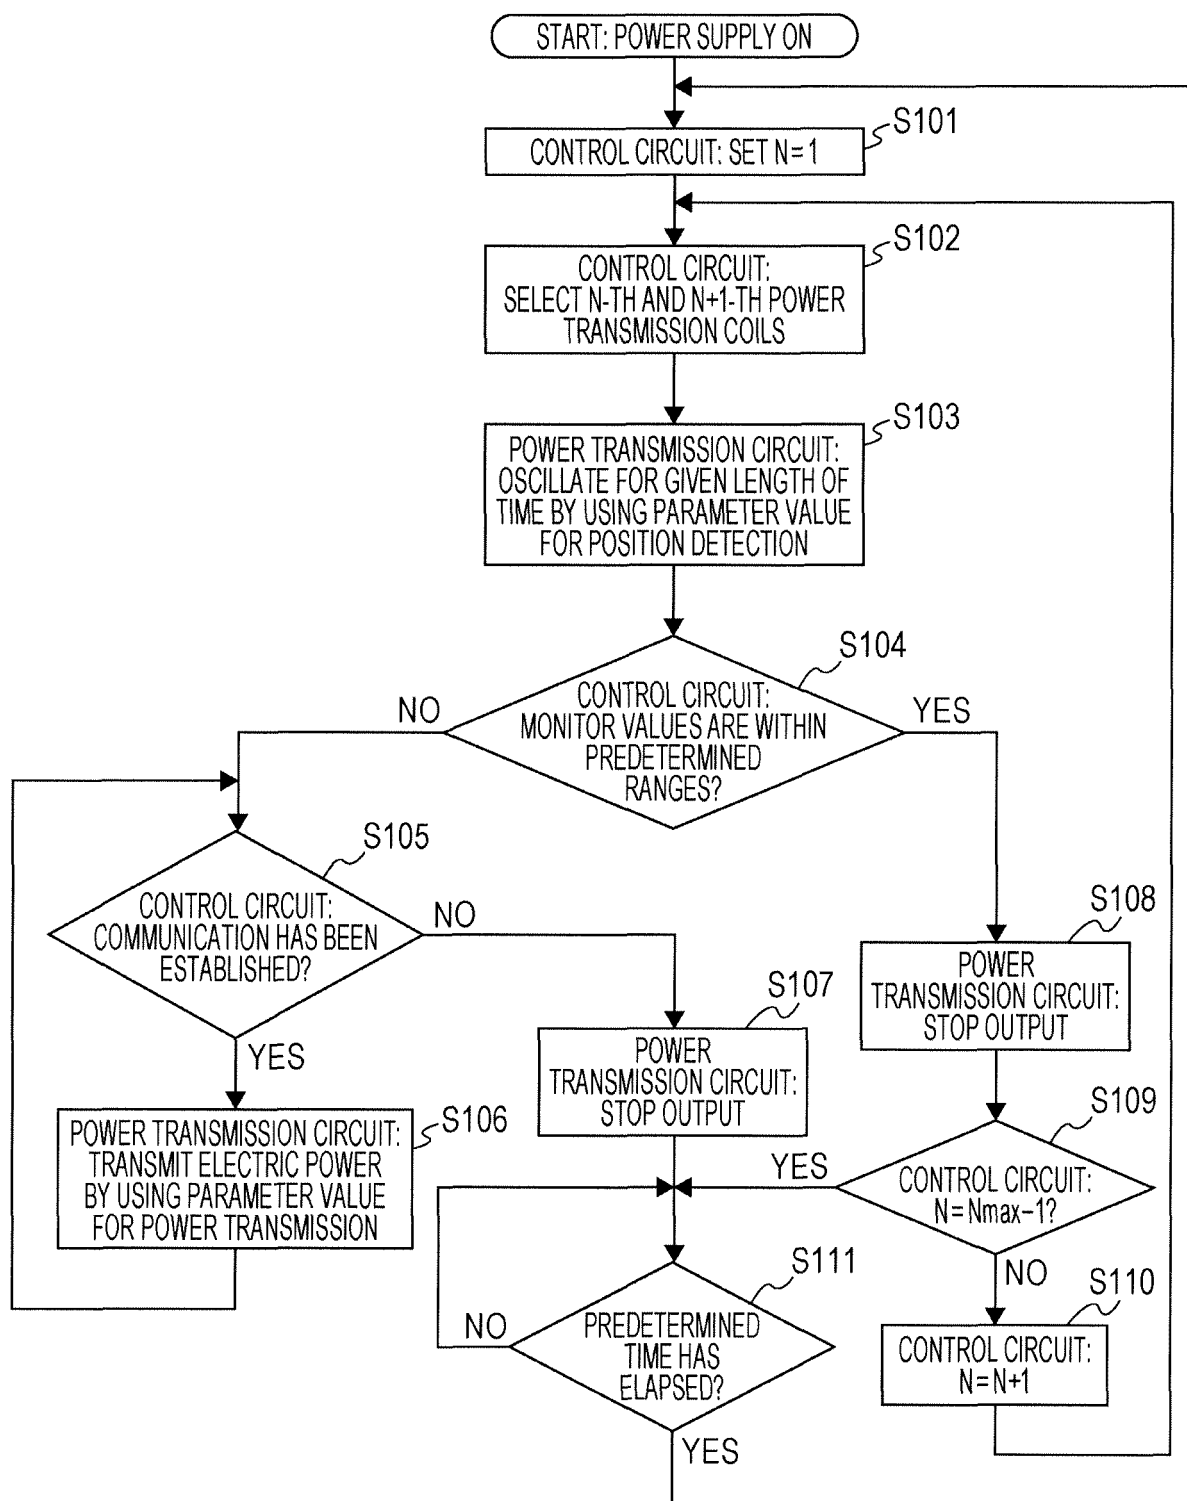 START: POWER SUPPLY ON
S101
CONTROL CIRCUIT: SET N=1
S102
CONTROL CIRCUIT:
SELECT N-TH AND N+1-TH POWER
TRANSMISSION COILS
S103
POWER TRANSMISSION CIRCUIT:
OSCILLATE FOR GIVEN LENGTH OF
TIME BY USING PARAMETER VALUE
FOR POSITION DETECTION
S104
CONTROL CIRCUIT:
MONITOR VALUES ARE WITHIN
PREDETERMINED
RANGES?
NO
YES
S105
CONTROL CIRCUIT:
COMMUNICATION HAS BEEN
ESTABLISHED?
NO
YES
S106
POWER TRANSMISSION CIRCUIT:
TRANSMIT ELECTRIC POWER
BY USING PARAMETER VALUE
FOR POWER TRANSMISSION
S107
POWER
TRANSMISSION CIRCUIT:
STOP OUTPUT
S108
POWER
TRANSMISSION CIRCUIT:
STOP OUTPUT
S109
CONTROL CIRCUIT:
N=Nmax-1?
YES
NO
S110
CONTROL CIRCUIT:
N=N+1
S111
PREDETERMINED
TIME HAS
ELAPSED?
NO
YES